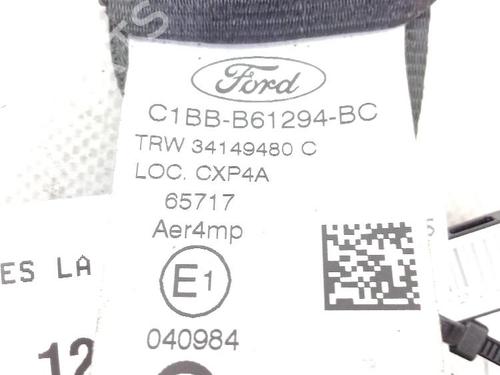 Ford
C1BB-B61294-BC
TRW 34149480 C
LOC. CXP4A
65717
Aer4mp
ES LA
E1
12
040984